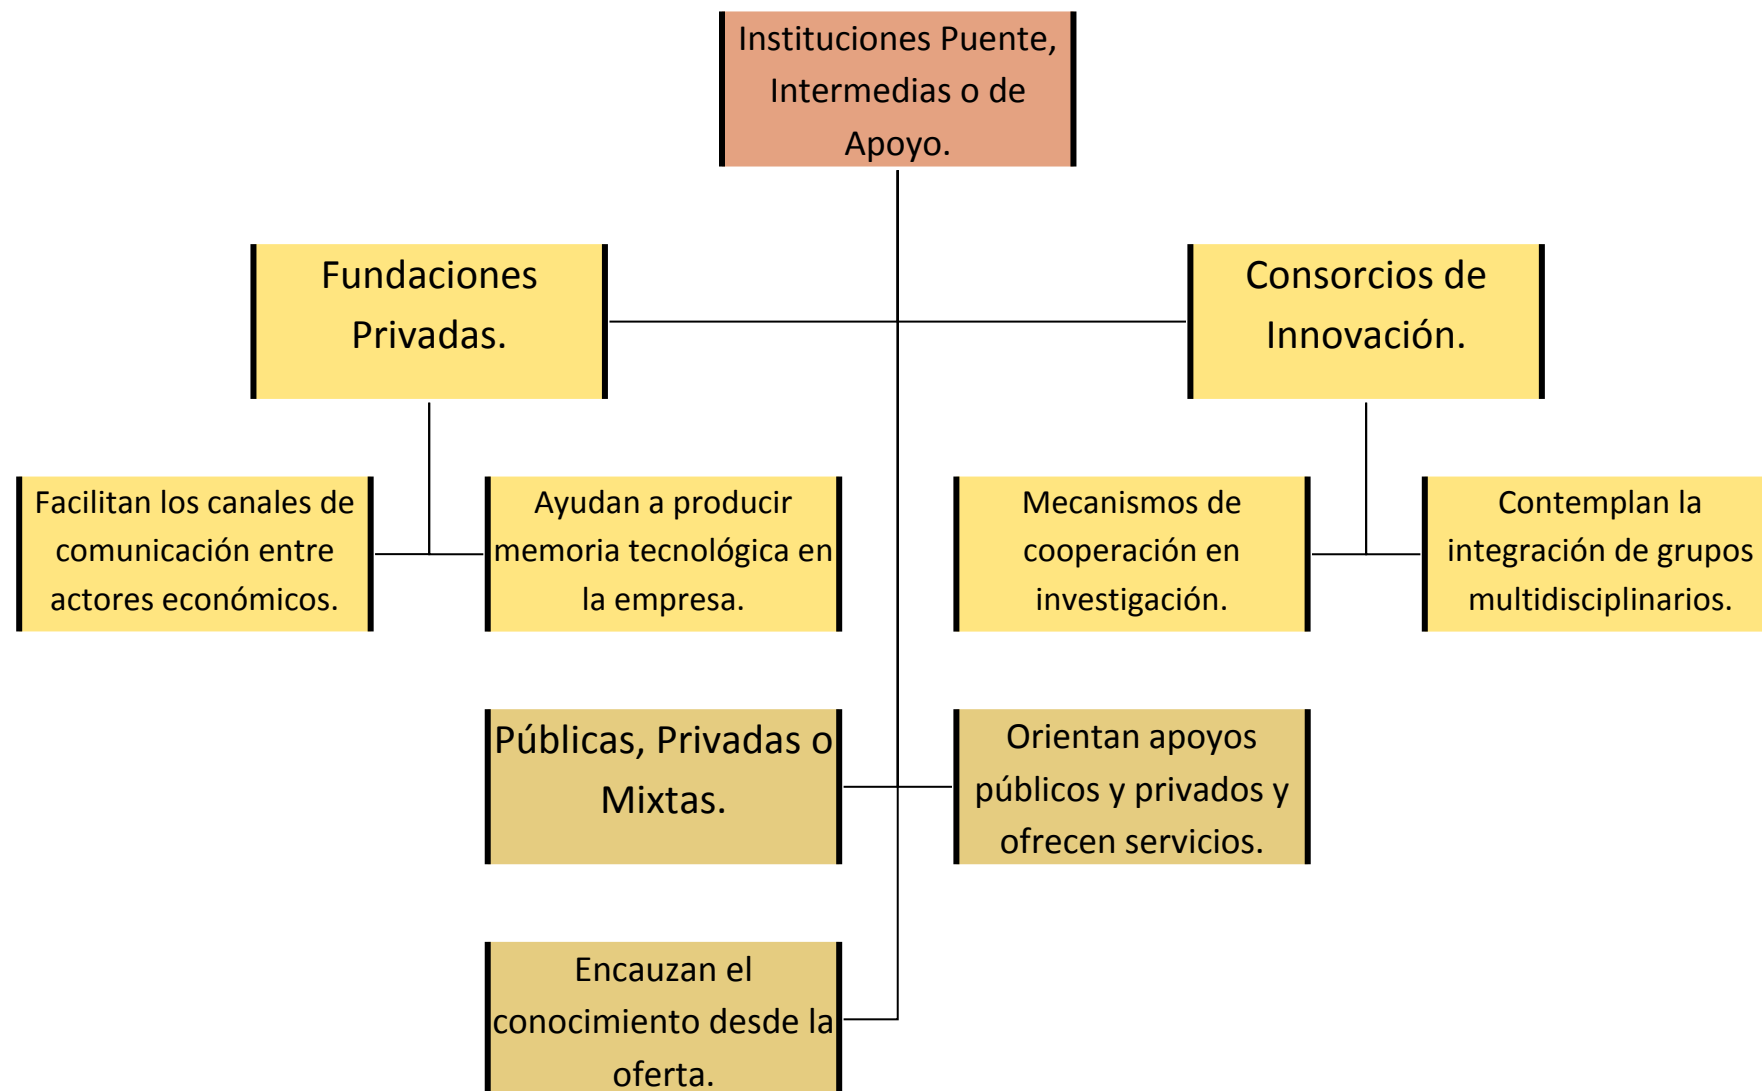 Instituciones Puente,
Intermedias o de
Apoyo.
Fundaciones
Privadas.
Consorcios de
Innovación.
Facilitan los canales de
comunicación entre
actores económicos.
Ayudan a producir
memoria tecnológica en
la empresa.
Mecanismos de
cooperación en
investigación.
Contemplan la
integración de grupos
multidisciplinarios.
Públicas, Privadas o
Mixtas.
Orientan apoyos
públicos y privados y
ofrecen servicios.
Encauzan el
conocimiento desde la
oferta.